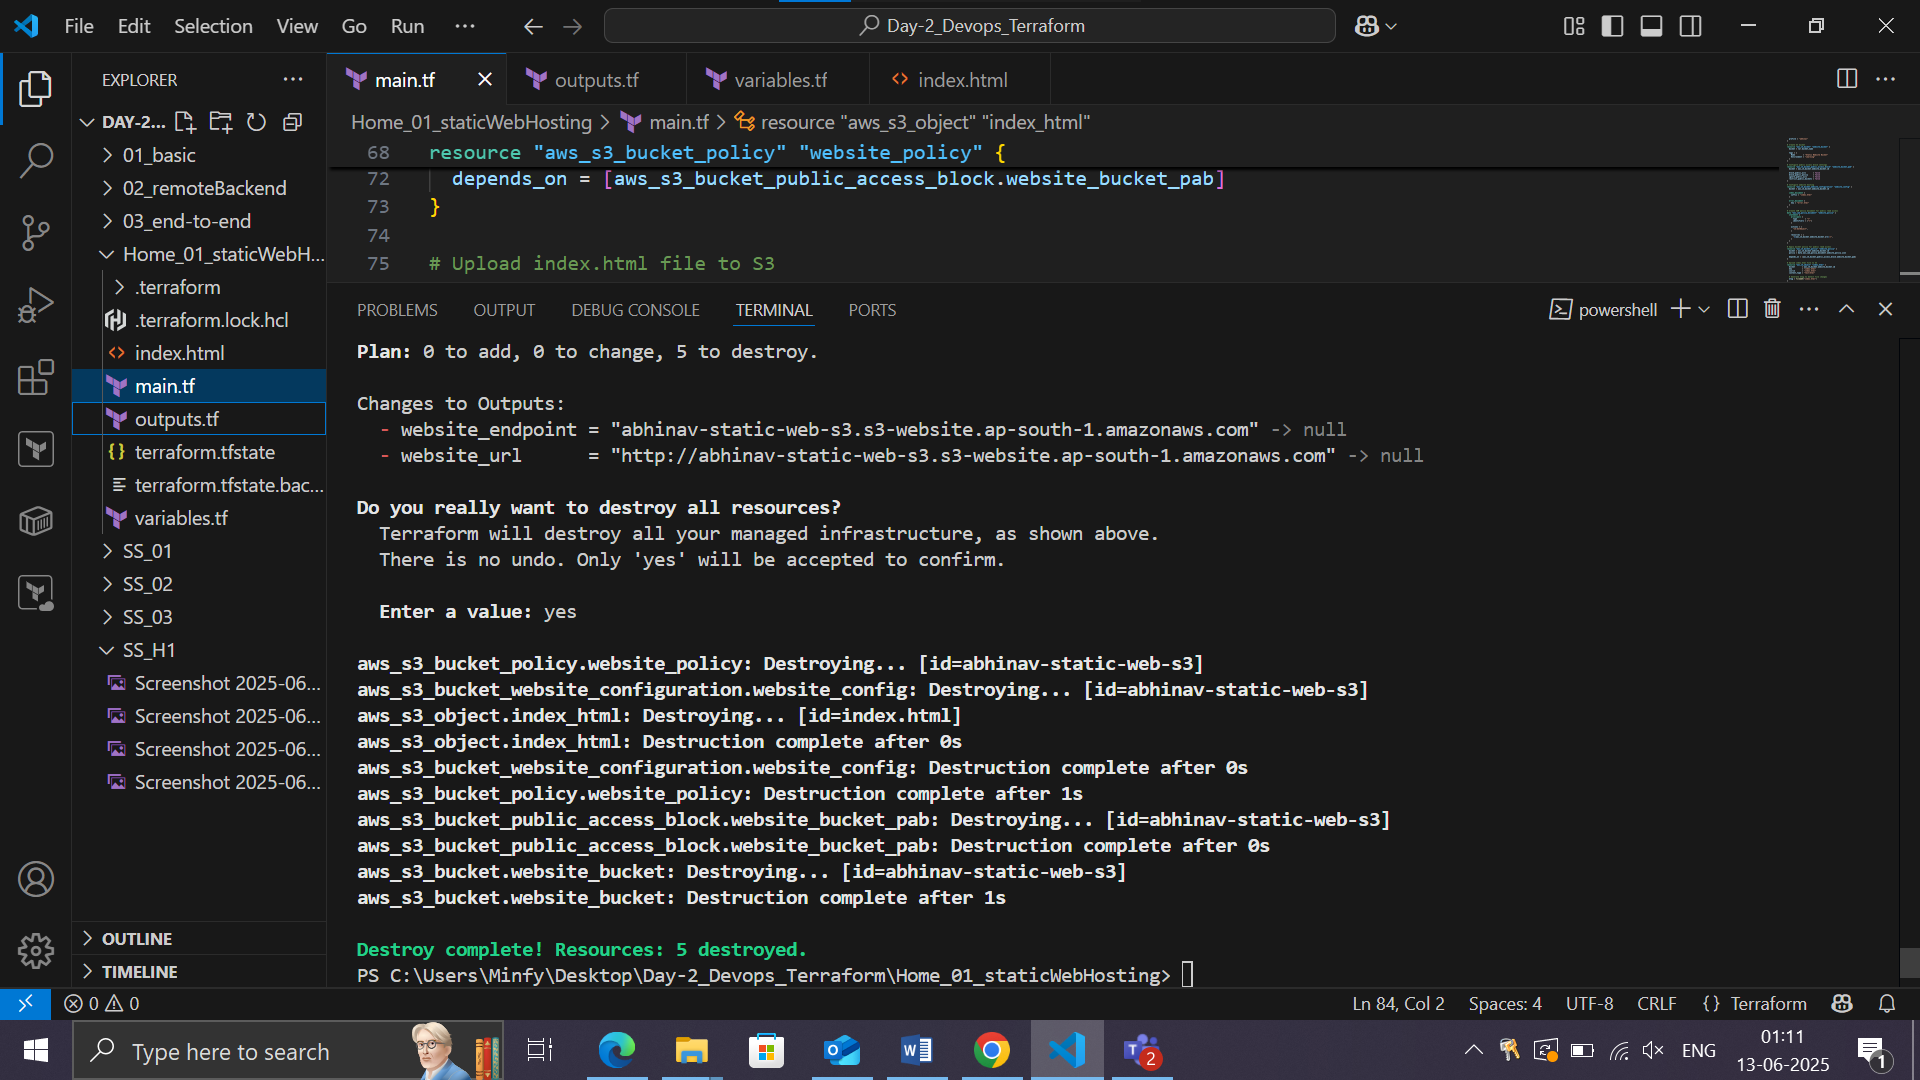 File Edit Selection View Go Run ···
Day-2_Devops_Terraform
EXPLORER
DAY-2...
01_basic
02_remoteBackend
03_end-to-end
Home_01_staticWebH...
.terraform
.terraform.lock.hcl
index.html
main.tf
outputs.tf
terraform.tfstate
terraform.tfstate.bac...
variables.tf
SS_01
SS_02
SS_03
SS_H1
Screenshot 2025-06...
Screenshot 2025-06...
Screenshot 2025-06...
Screenshot 2025-06...
OUTLINE
TIMELINE
main.tf outputs.tf variables.tf index.html
Home_01_staticWebHosting > main.tf > resource "aws_s3_object" "index_html"
68 resource "aws_s3_bucket_policy" "website_policy" {
72 depends_on = [aws_s3_bucket_public_access_block.website_bucket_pab]
73 }
74
75 # Upload index.html file to S3
PROBLEMS OUTPUT DEBUG CONSOLE TERMINAL PORTS
powershell
Plan: 0 to add, 0 to change, 5 to destroy.
Changes to Outputs:
- website_endpoint = "abhinav-static-web-s3.s3-website.ap-south-1.amazonaws.com" -> null
- website_url = "http://abhinav-static-web-s3.s3-website.ap-south-1.amazonaws.com" -> null
Do you really want to destroy all resources?
Terraform will destroy all your managed infrastructure, as shown above.
There is no undo. Only 'yes' will be accepted to confirm.
Enter a value: yes
aws_s3_bucket_policy.website_policy: Destroying... [id=abhinav-static-web-s3]
aws_s3_bucket_website_configuration.website_config: Destroying... [id=abhinav-static-web-s3]
aws_s3_object.index_html: Destroying... [id=index.html]
aws_s3_object.index_html: Destruction complete after 0s
aws_s3_bucket_website_configuration.website_config: Destruction complete after 0s
aws_s3_bucket_policy.website_policy: Destruction complete after 1s
aws_s3_bucket_public_access_block.website_bucket_pab: Destroying... [id=abhinav-static-web-s3]
aws_s3_bucket_public_access_block.website_bucket_pab: Destruction complete after 0s
aws_s3_bucket.website_bucket: Destroying... [id=abhinav-static-web-s3]
aws_s3_bucket.website_bucket: Destruction complete after 1s
Destroy complete! Resources: 5 destroyed.
PS C:\Users\Minfy\Desktop\Day-2_Devops_Terraform\Home_01_staticWebHosting>
0 0
Ln 84, Col 2 Spaces: 4 UTF-8 CRLF {} Terraform
Type here to search
2
ENG
01:11
13-06-2025
1